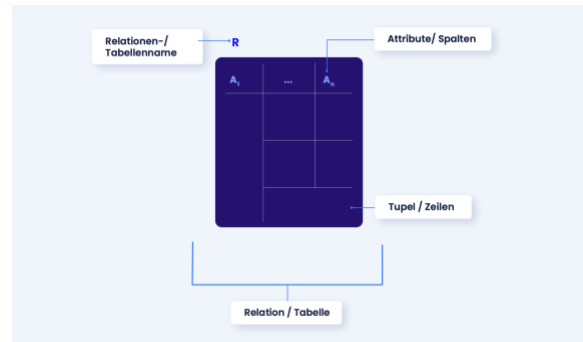 Relationen-/
Tabellenname
R
Attribute/ Spalten
A₁ ... Aₙ
Tupel / Zeilen
Relation / Tabelle